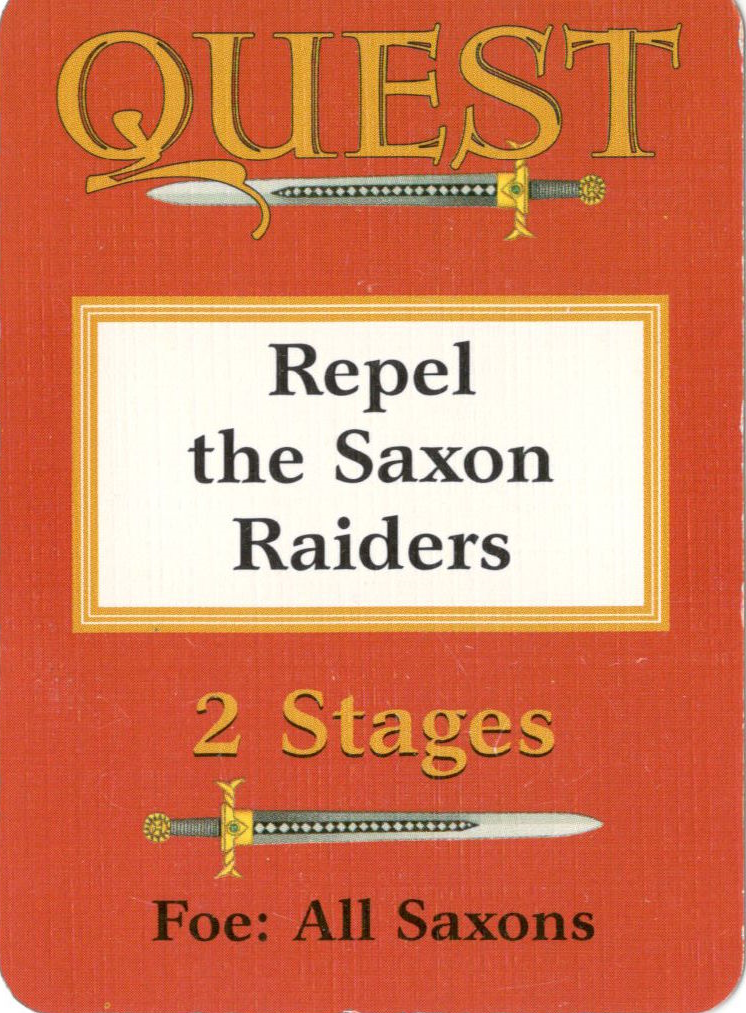 QUEST
Repel
the Saxon
Raiders
2 Stages
Foe: All Saxons